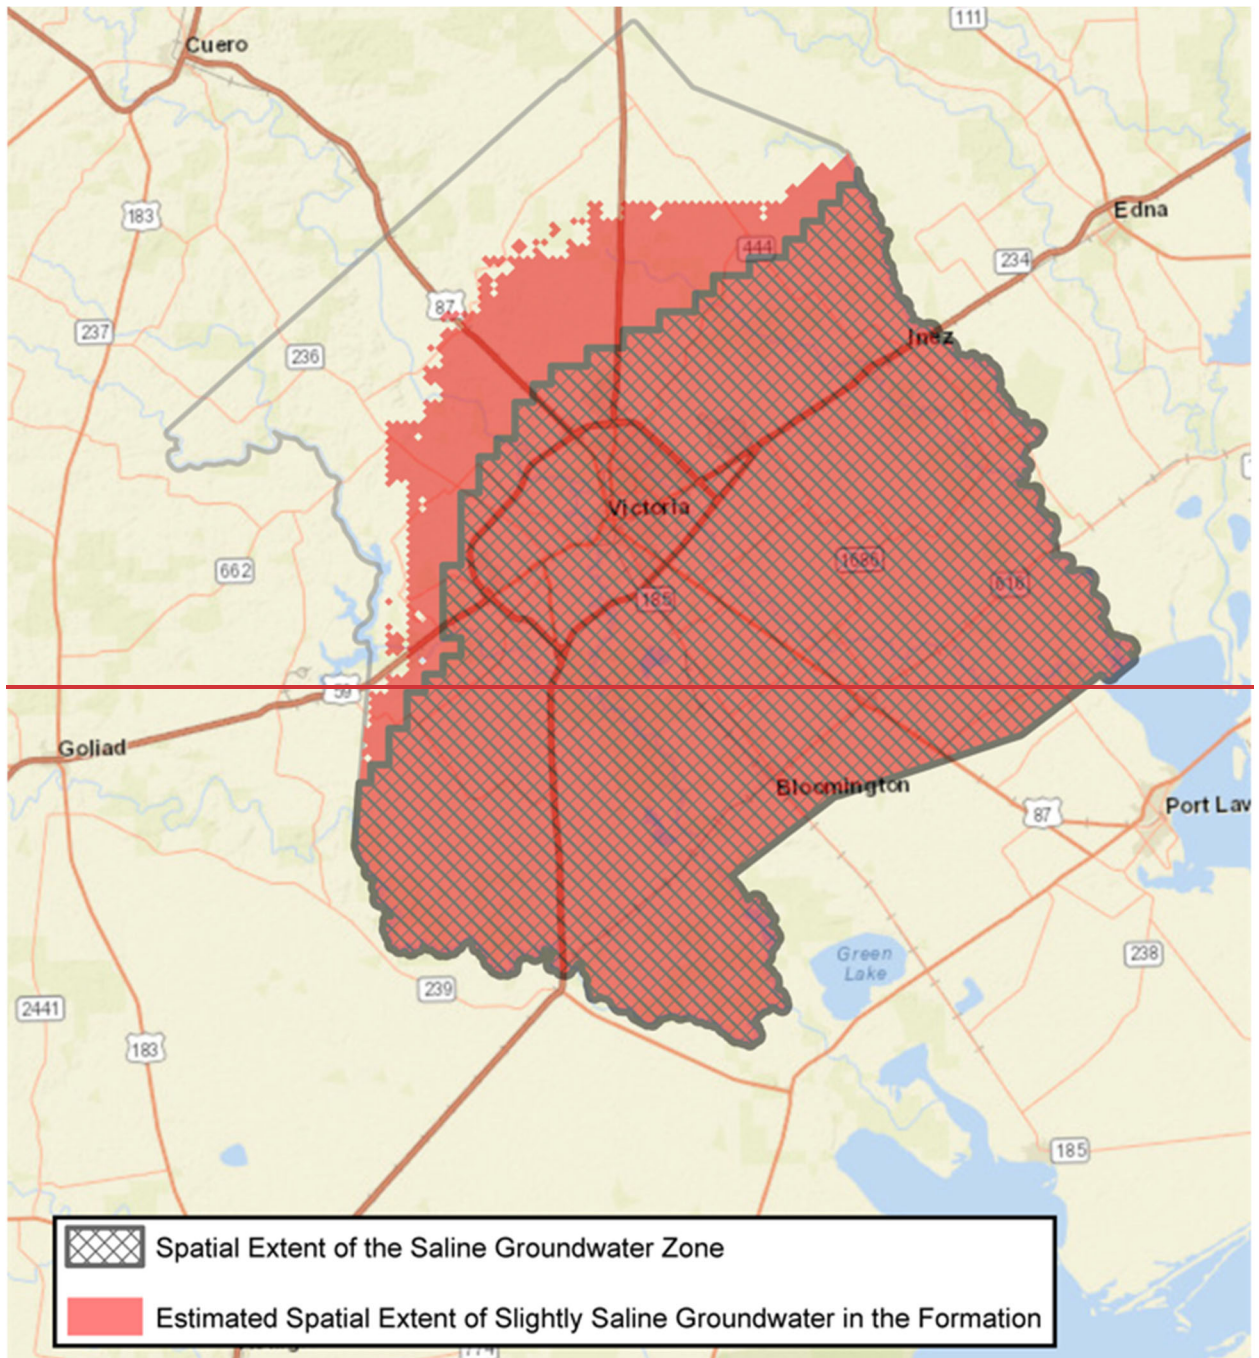 111
Cuero
183
Edna
444
234
87
237
236
Inez
Victoria
1686
662
616
185
59
Goliad
Bloomington
Port Lav
87
Green
Lake
238
239
2441
183
185
Spatial Extent of the Saline Groundwater Zone
Estimated Spatial Extent of Slightly Saline Groundwater in the Formation